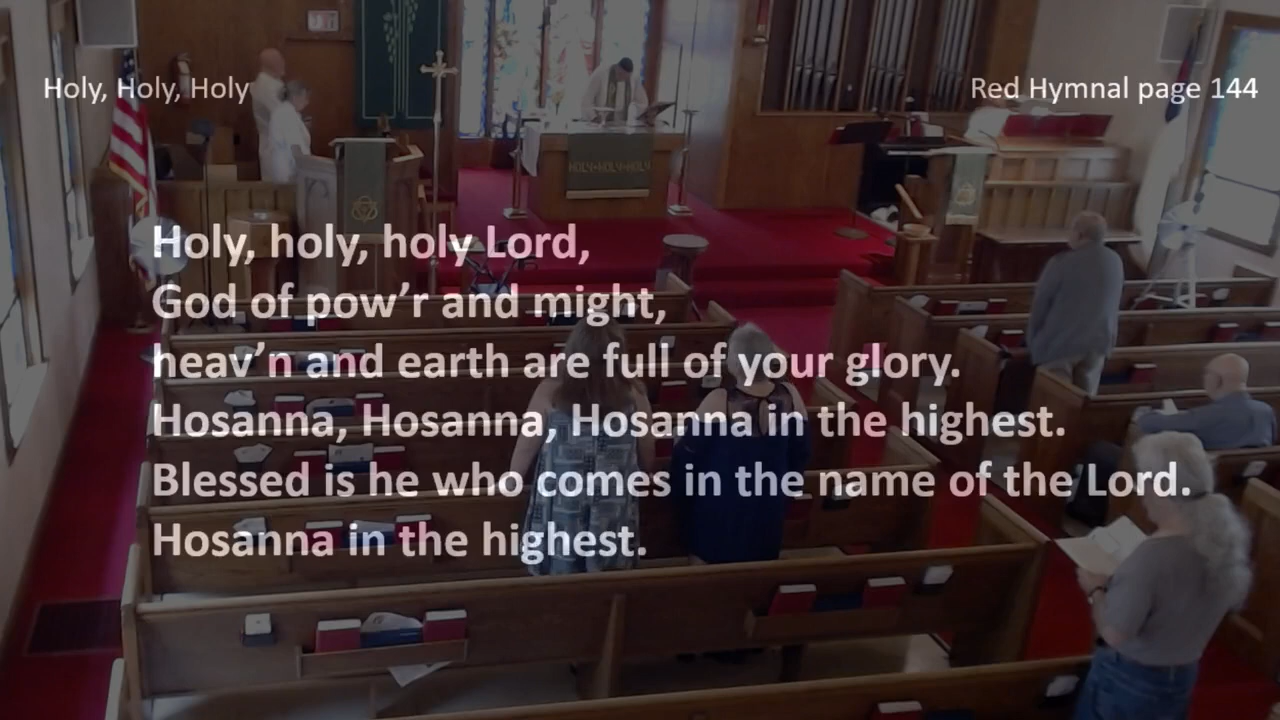 Holy, Holy, Holy
Red Hymnal page 144
HOLY HOLY HOLY
Holy, holy, holy Lord,
God of pow’r and might,
heav’n and earth are full of your glory.
Hosanna, Hosanna, Hosanna in the highest.
Blessed is he who comes in the name of the Lord.
Hosanna in the highest.